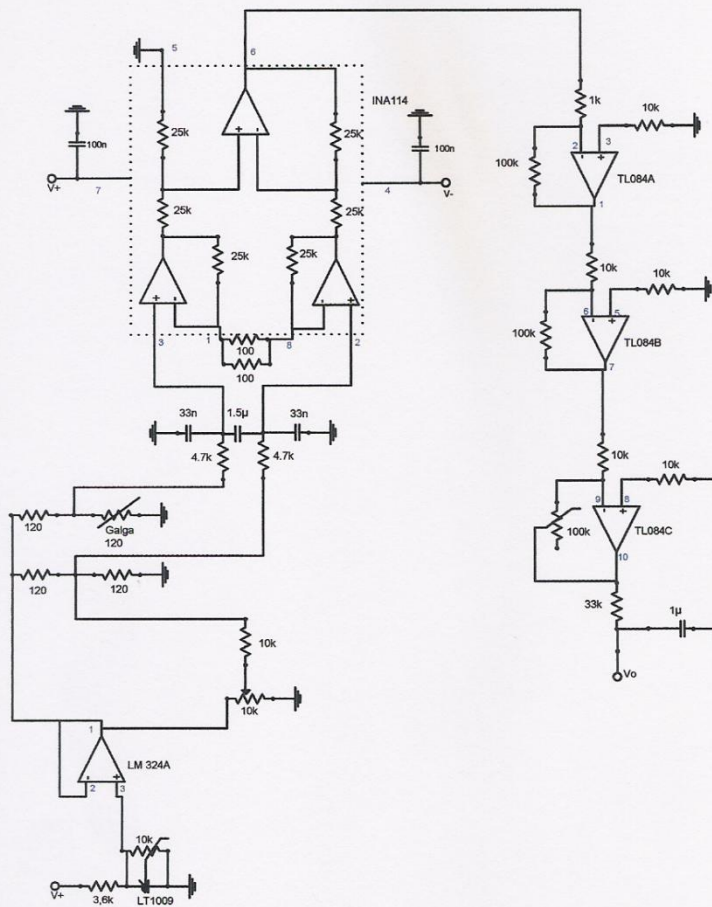 5
6
INA114
25k
25k
100n
100n
V+
7
4
V-
25k
25k
25k
25k
3
1
8
2
100
100
33n
1.5µ
33n
4.7k
4.7k
120
Galga
120
120
120
10k
10k
1
LM 324A
2
3
10k
V+
3,6k
LT1009
1k
10k
2
3
100k
TL084A
1
10k
10k
6
5
100k
TL084B
7
10k
10k
9
8
100k
TL084C
10
33k
1µ
Vo